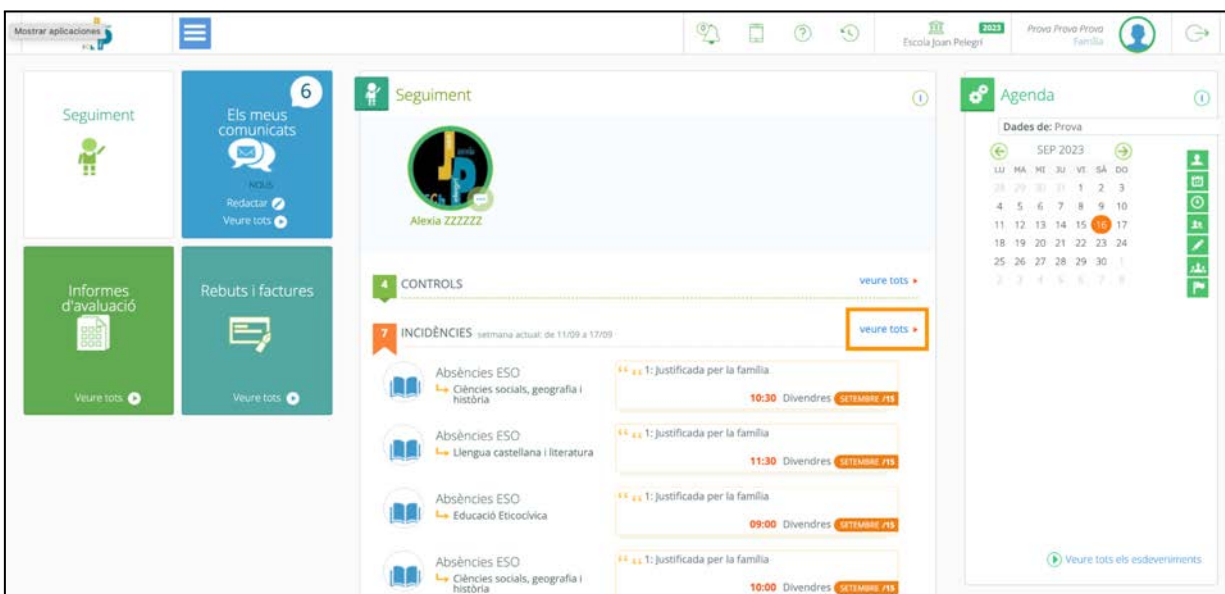 Mostrar aplicaciones
0
2023
Escola Joan Pelegrí
Prova Prova Prova
Família
Seguiment
6
Els meus
comunicats
NOUS
Redactar
Veure tots
Informes
d'avaluació
Veure tots
Rebuts i factures
Veure tots
Seguiment
Alexia ZZZZZZ
4 CONTROLS veure tots
7 INCIDÈNCIES setmana actual: de 11/09 a 17/09 veure tots
Absències ESO
Ciències socials, geografia i
història
1: Justificada per la família
10:30 Divendres SETEMBRE /15
Absències ESO
Llengua castellana i literatura
1: Justificada per la família
11:30 Divendres SETEMBRE /15
Absències ESO
Educació Eticocívica
1: Justificada per la família
09:00 Divendres SETEMBRE /15
Absències ESO
Ciències socials, geografia i
història
1: Justificada per la família
10:00 Divendres SETEMBRE /15
Agenda
Dades de: Prova
SEP 2023
LU MA MI JU VI SÁ DO
28 29 30 31 1 2 3
4 5 6 7 8 9 10
11 12 13 14 15 16 17
18 19 20 21 22 23 24
25 26 27 28 29 30 1
2 3 4 5 6 7 8
Veure tots els esdeveniments